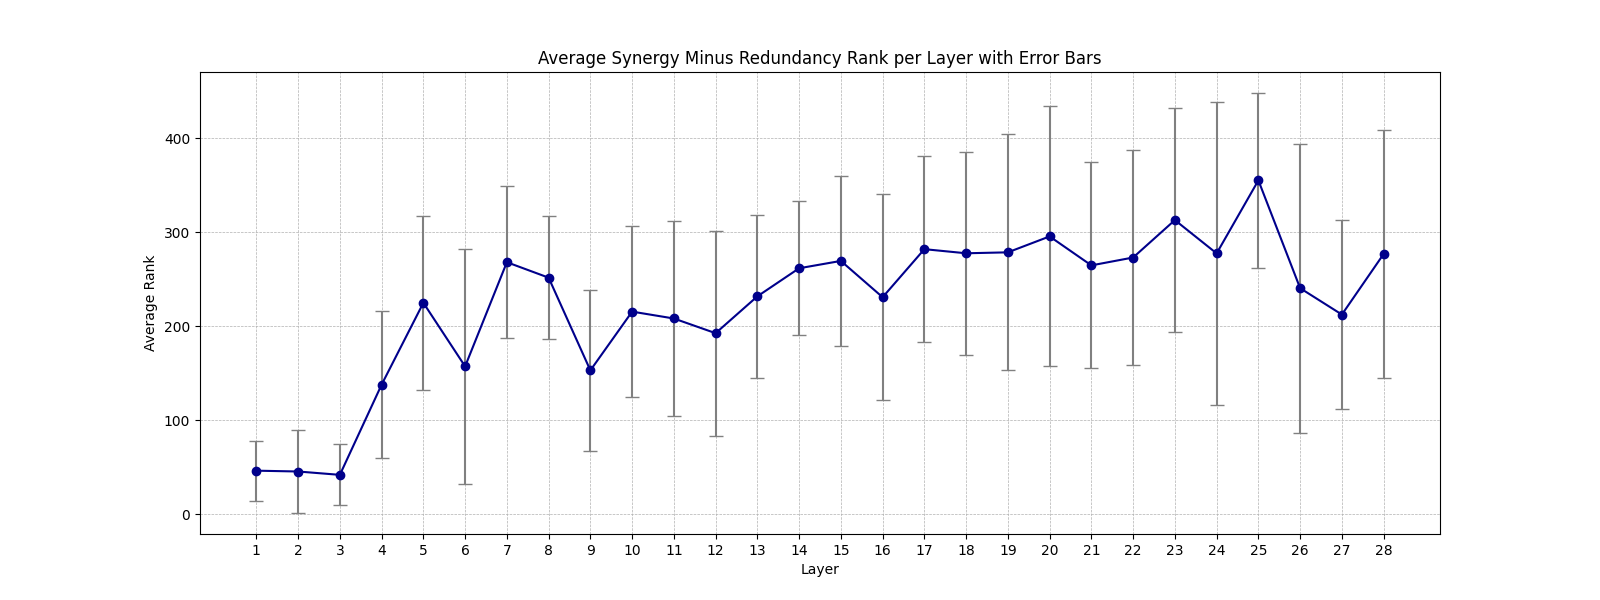 Average Synergy Minus Redundancy Rank per Layer with Error Bars
Average Rank
400
300
200
100
0
1 2 3 4 5 6 7 8 9 10 11 12 13 14 15 16 17 18 19 20 21 22 23 24 25 26 27 28
Layer